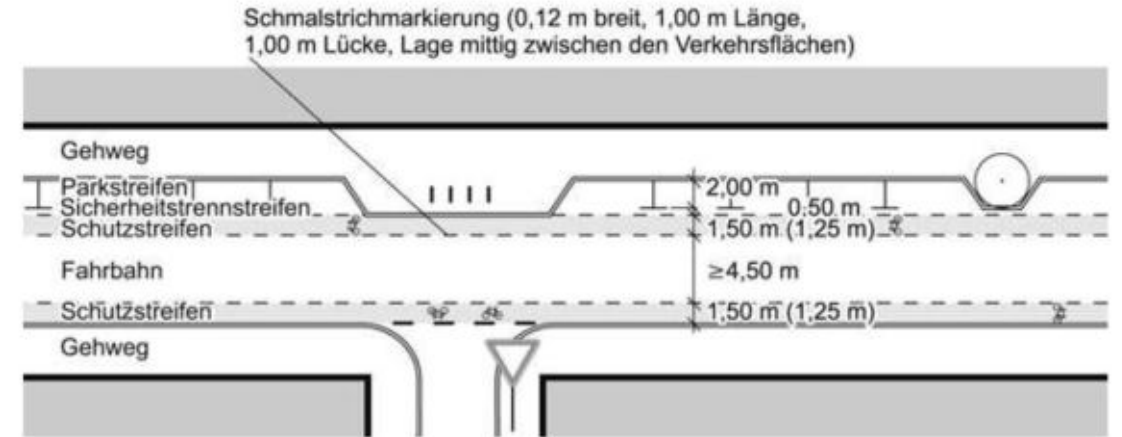 Schmalstrichmarkierung (0,12 m breit, 1,00 m Länge,
1,00 m Lücke, Lage mittig zwischen den Verkehrsflächen)
Gehweg
Parkstreifen
2,00 m
Sicherheitstrennstreifen
0,50 m
Schutzstreifen
1,50 m (1,25 m)
Fahrbahn
≥4,50 m
Schutzstreifen
1,50 m (1,25 m)
Gehweg